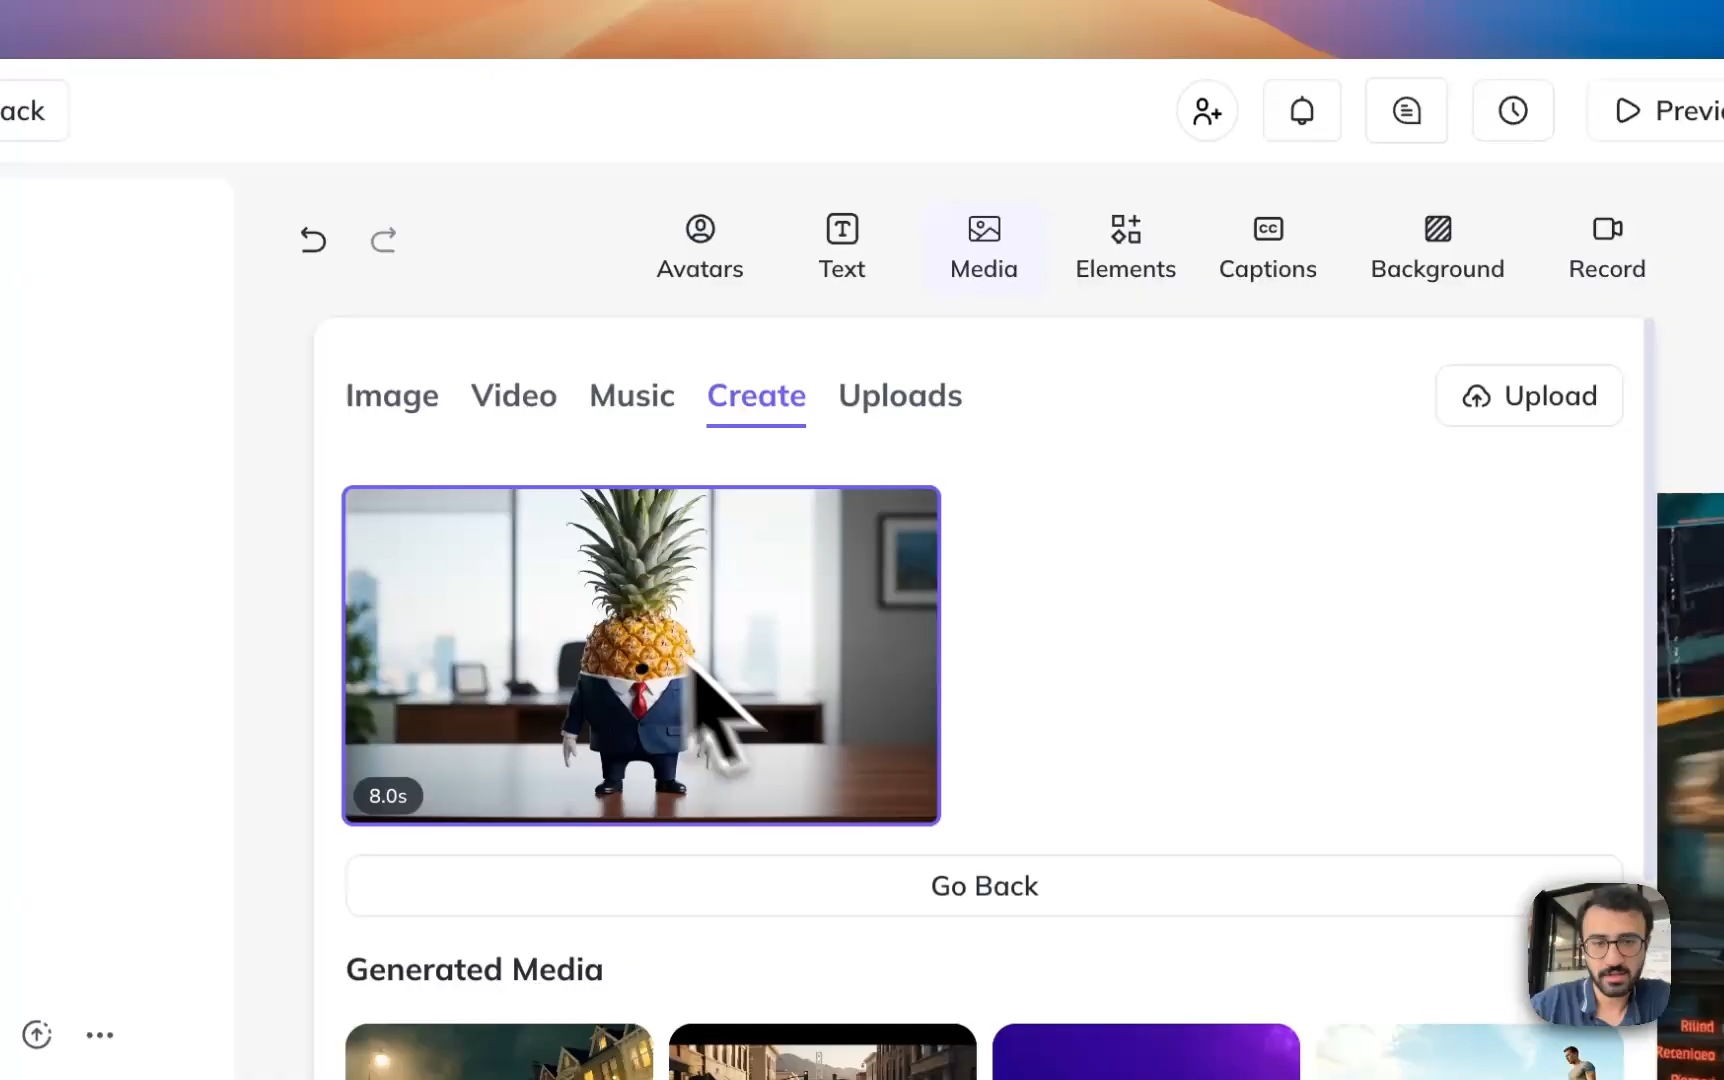 ack
Previ
Avatars
Text
Media
Elements
CC
Captions
Background
Record
Image
Video
Music
Create
Uploads
Upload
8.0s
Go Back
Generated Media